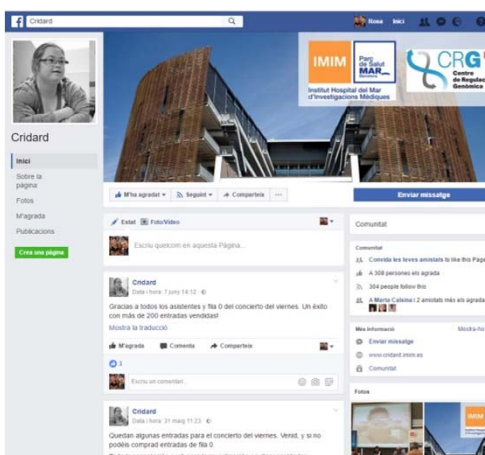 Cridard
Rosa Inici
IMIM
Institut Hospital del Mar
d'Investigacions Mèdiques
Parc
de Salut
MAR
Barcelona
CRG
Centre
de Regulac
Genòmica
Cridard
Inici
Sobre la
pàgina
Fotos
M'agrada
Publicacions
Crea una pàgina
M'ha agradat Seguint Comparteix ...
Enviar missatge
Estat Foto/Vídeo
Escriu quelcom en aquesta Pàgina...
Cridard
Data i hora: 7 juny 14:12
Gracias a todos los asistentes y fila 0 del concierto del viernes. Un éxito
con más de 200 entradas vendidas!
Mostra la traducció
M'agrada Comenta Comparteix
3
Escriu un comentari...
Cridard
Data i hora: 31 maig 11:23
Quedan algunas entradas para el concierto del viernes. Venid, y si no
podéis comprad entradas de fila 0.
Comunitat
Comunitat
Convida les teves amistats to like this Page
A 308 persones els agrada
304 people follow this
A Marta Calsina i 2 amistats més els agrada
Més informació
Enviar missatge
www.cridard.imim.es
Comunitat
Fotos
IMIM